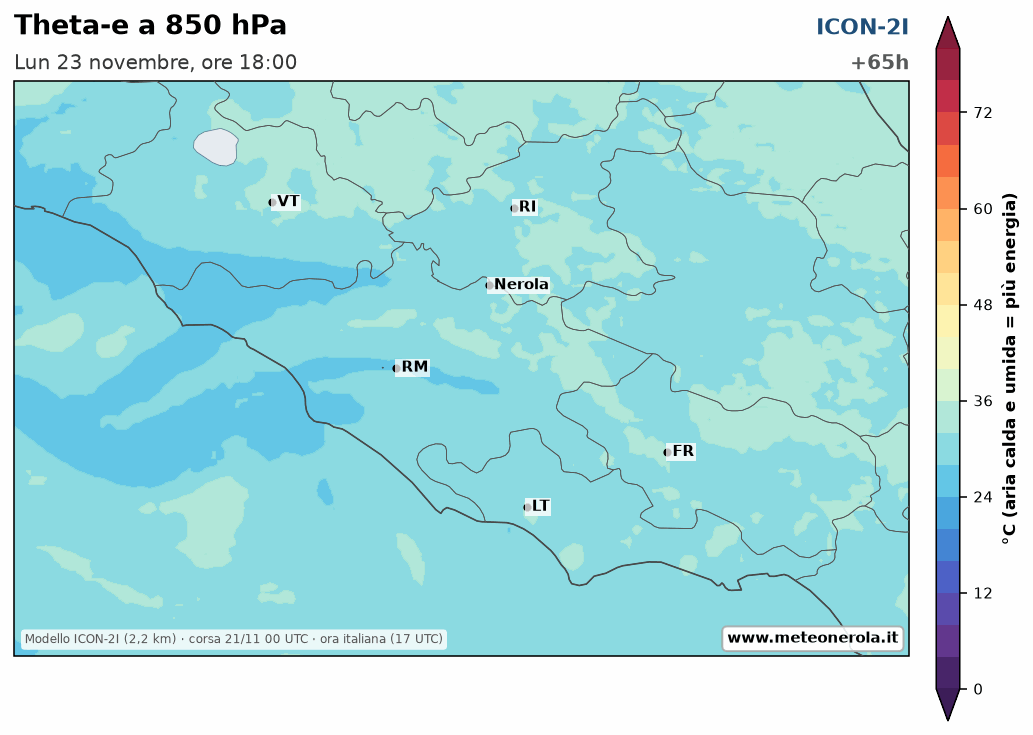 Theta-e a 850 hPa
ICON-2I
Lun 23 novembre, ore 18:00
+65h
VT
RI
Nerola
RM
FR
LT
Modello ICON-2I (2,2 km) · corsa 21/11 00 UTC · ora italiana (17 UTC)
www.meteonerola.it
72
60
48
36
24
12
0
°C (aria calda e umida = più energia)